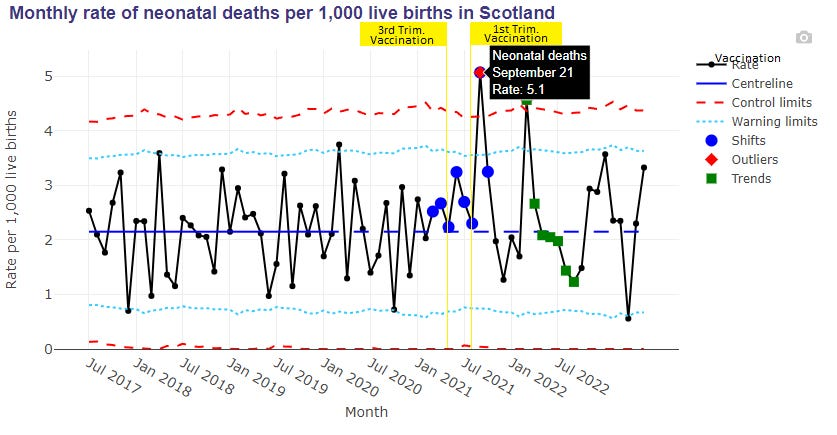 Monthly rate of neonatal deaths per 1,000 live births in Scotland
3rd Trim.
Vaccination
1st Trim.
Vaccination
Neonatal deaths
September 21
Rate: 5.1
Vaccination
Rate
Centreline
Control limits
Warning limits
Shifts
Outliers
Trends
Rate per 1,000 live births
5
4
3
2
1
0
Jul 2017
Jan 2018
Jul 2018
Jan 2019
Jul 2019
Jan 2020
Jul 2020
Jan 2021
Jul 2021
Jan 2022
Jul 2022
Month